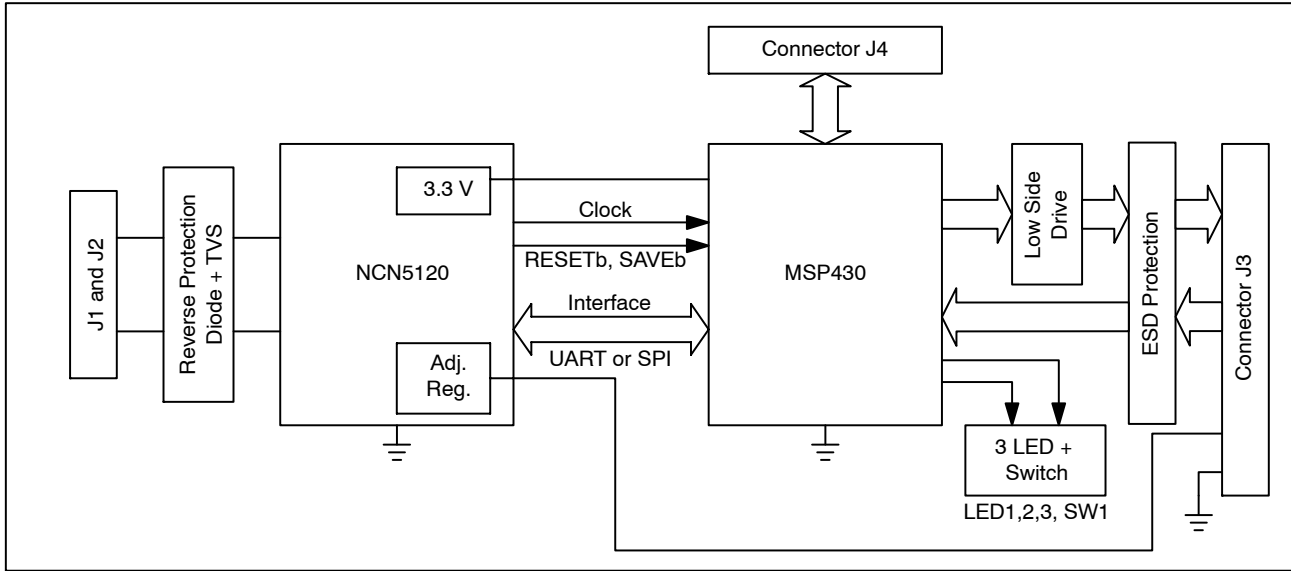 Connector J4
J1 and J2
Reverse Protection
Diode + TVS
NCN5120
3.3 V
Adj.
Reg.
Clock
RESETb, SAVEb
Interface
UART or SPI
MSP430
Low Side
Drive
ESD Protection
Connector J3
3 LED +
Switch
LED1,2,3, SW1